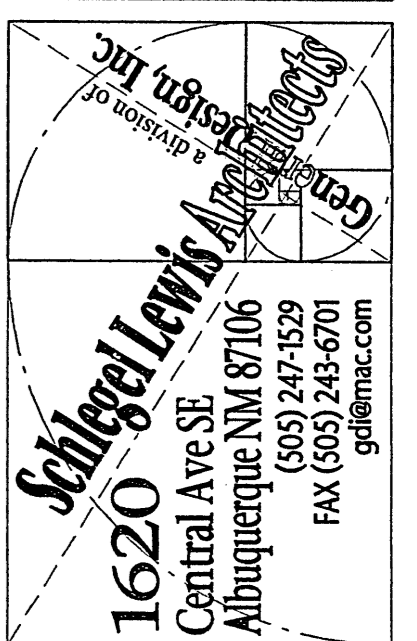 Schlegel Lewis Architects
a division of
Design, Inc.
1620
Central Ave SE
Albuquerque NM 87106
(505) 247-1529
FAX (505) 243-6701
gdi@mac.com